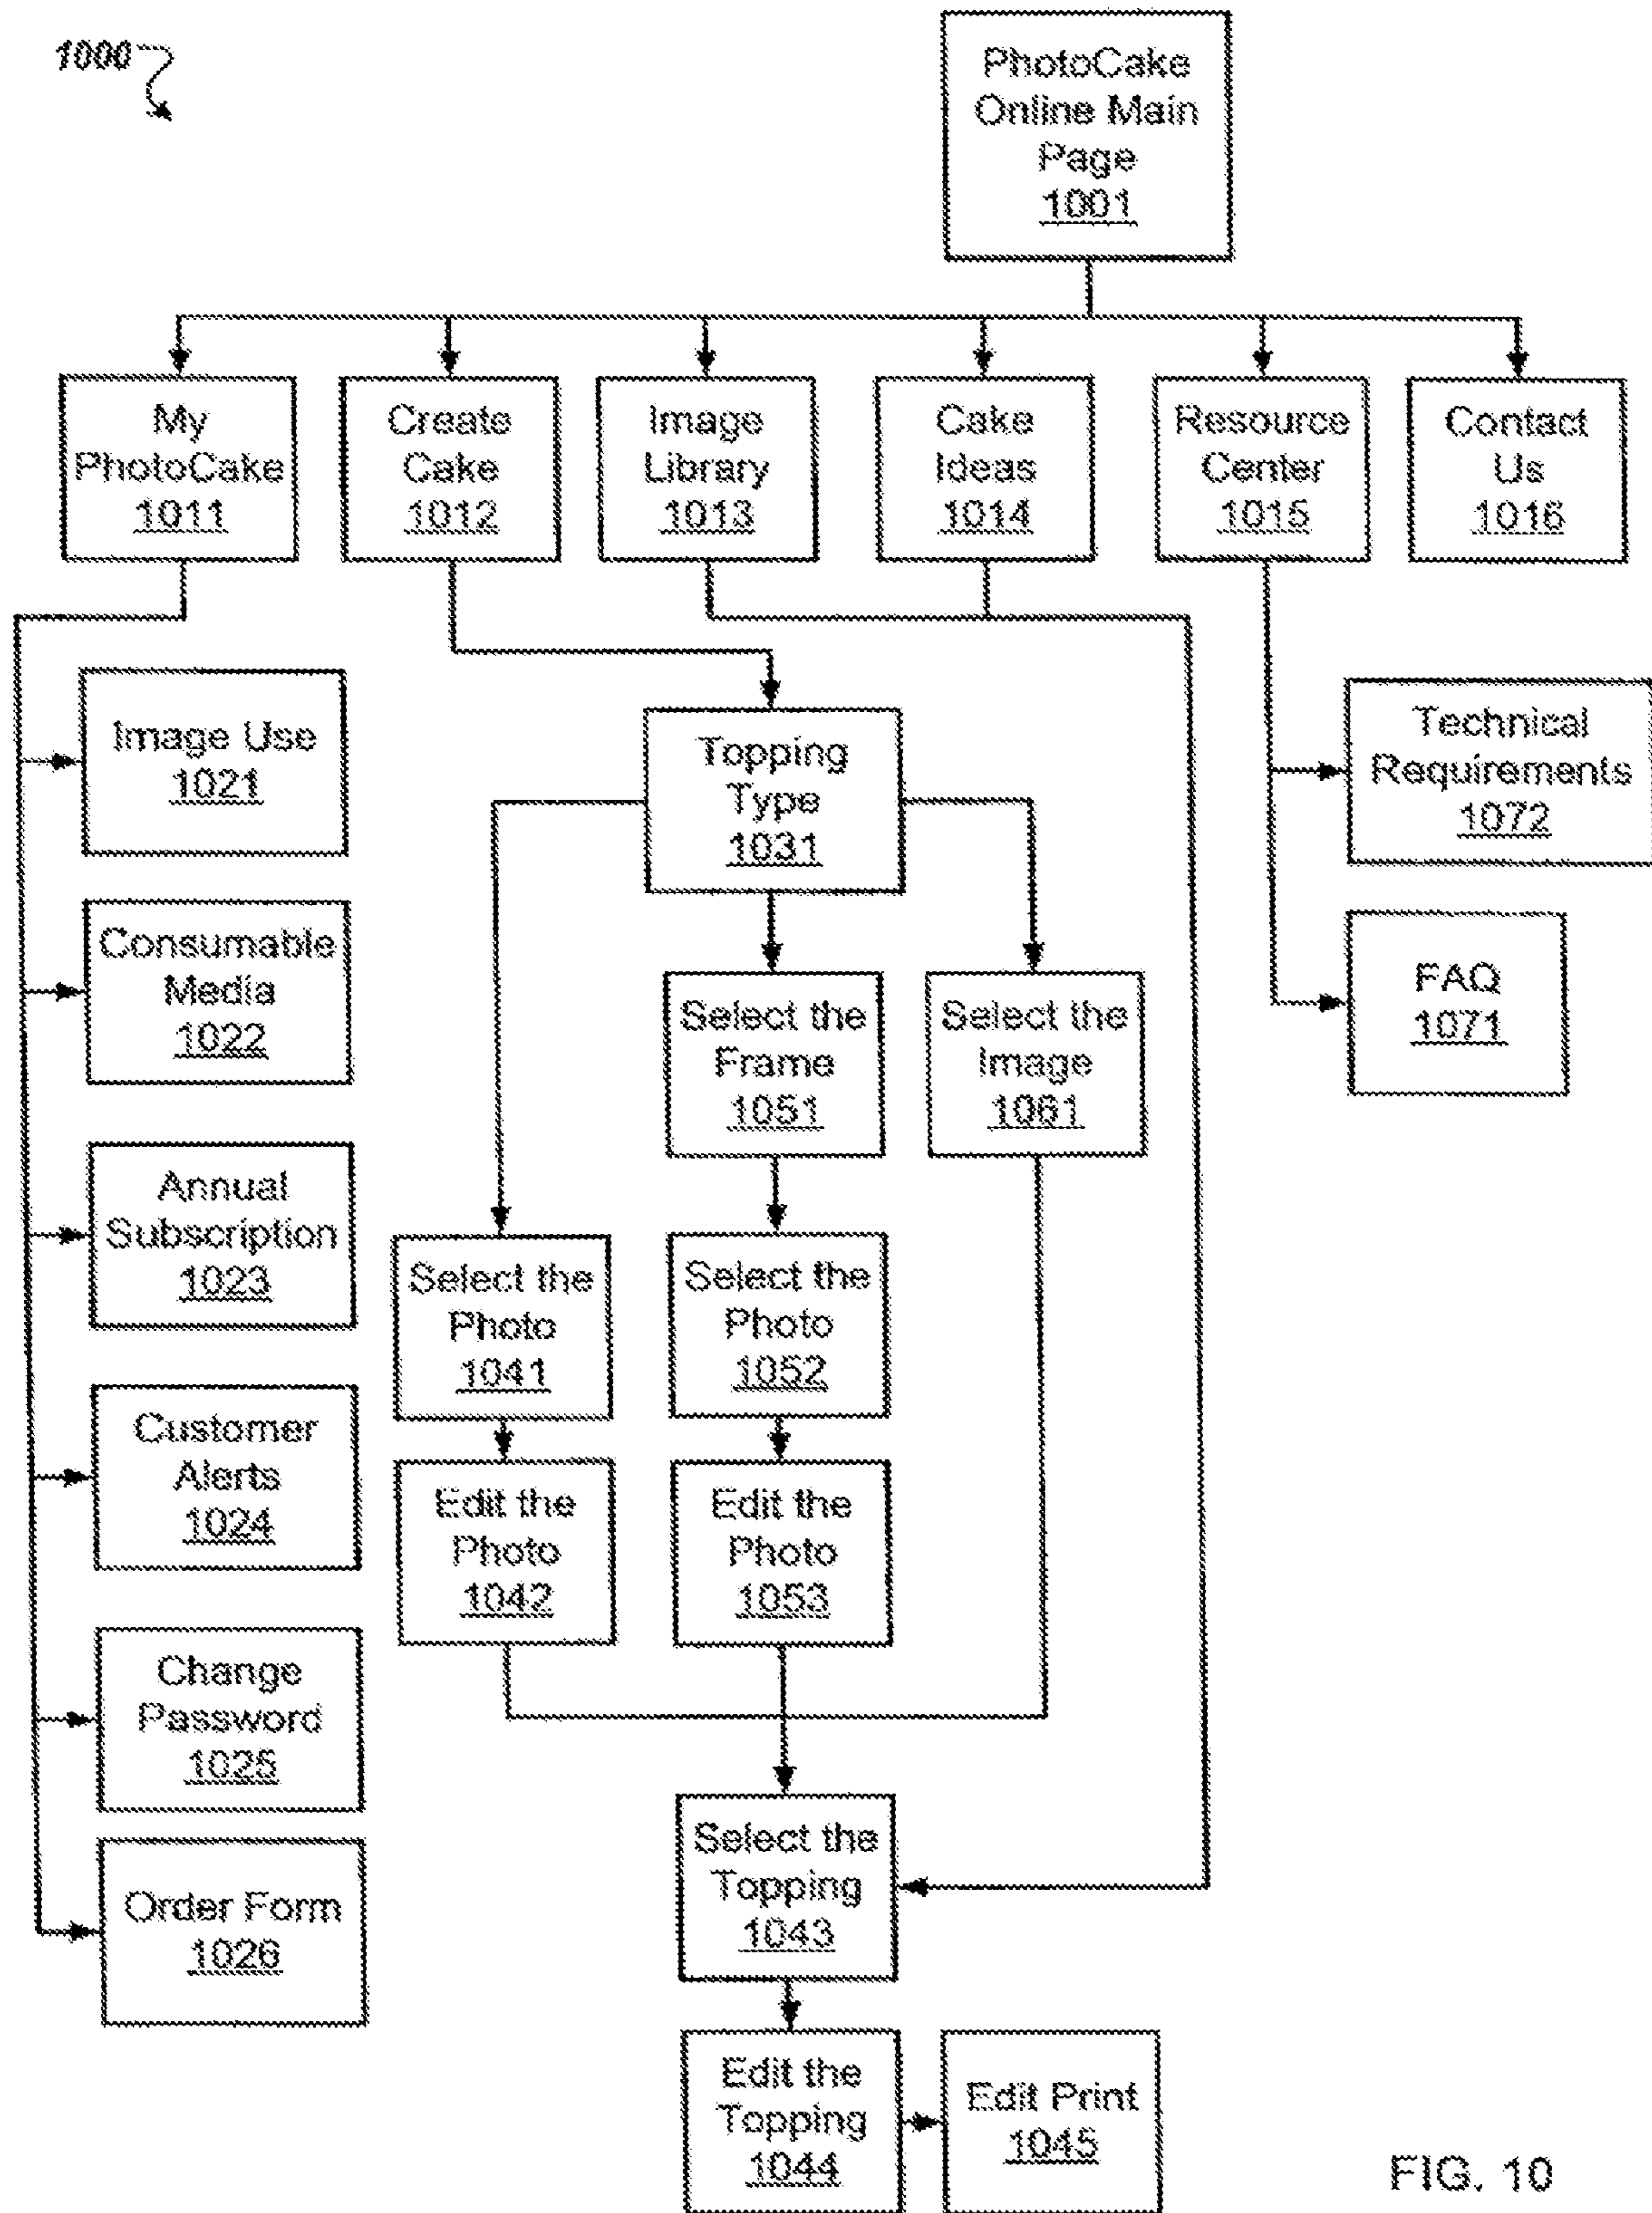 1000
PhotoCake
Online Main
Page
1001
My
PhotoCake
1011
Create
Cake
1012
Image
Library
1013
Cake
Ideas
1014
Resource
Center
1015
Contact
Us
1016
Image Use
1021
Consumable
Media
1022
Annual
Subscription
1023
Customer
Alerts
1024
Change
Password
1025
Order Form
1026
Topping
Type
1031
Select the
Photo
1041
Edit the
Photo
1042
Select the
Frame
1051
Select the
Photo
1052
Edit the
Photo
1053
Select the
Image
1061
Select the
Topping
1043
Edit the
Topping
1044
Edit Print
1045
Technical
Requirements
1072
FAQ
1071
FIG. 10